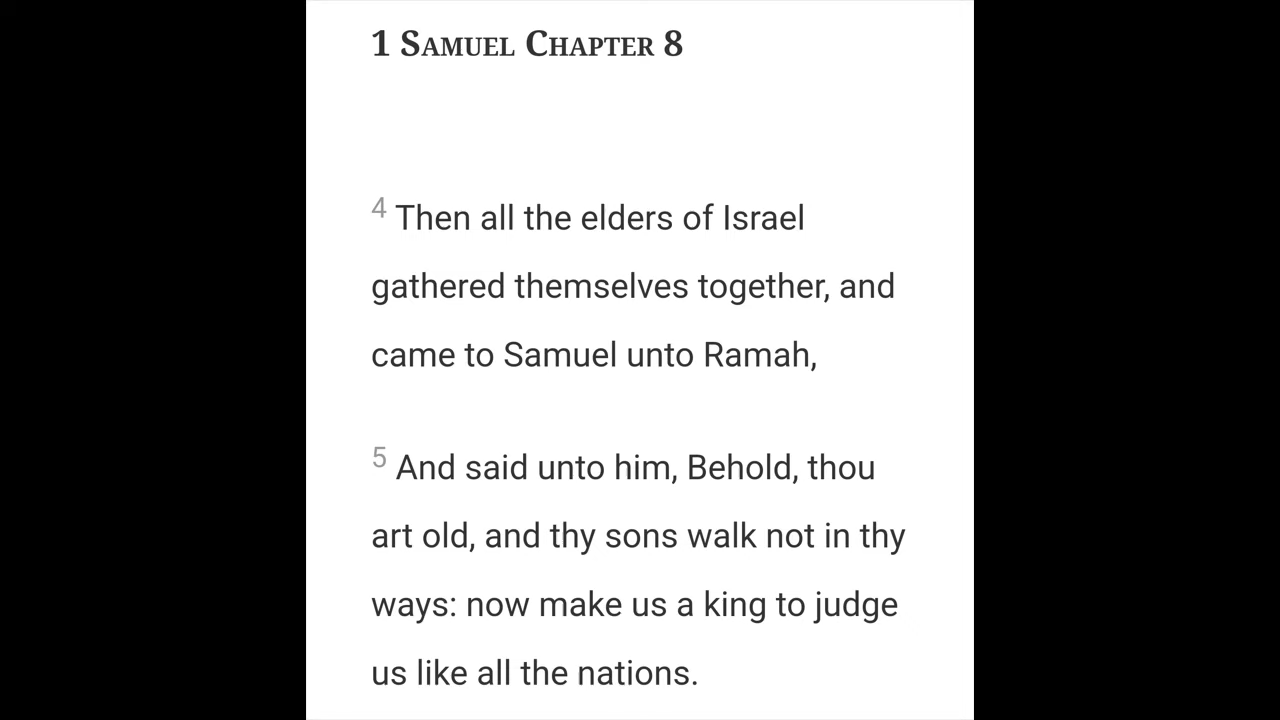 1 Samuel Chapter 8
4 Then all the elders of Israel
gathered themselves together, and
came to Samuel unto Ramah,
5 And said unto him, Behold, thou
art old, and thy sons walk not in thy
ways: now make us a king to judge
us like all the nations.